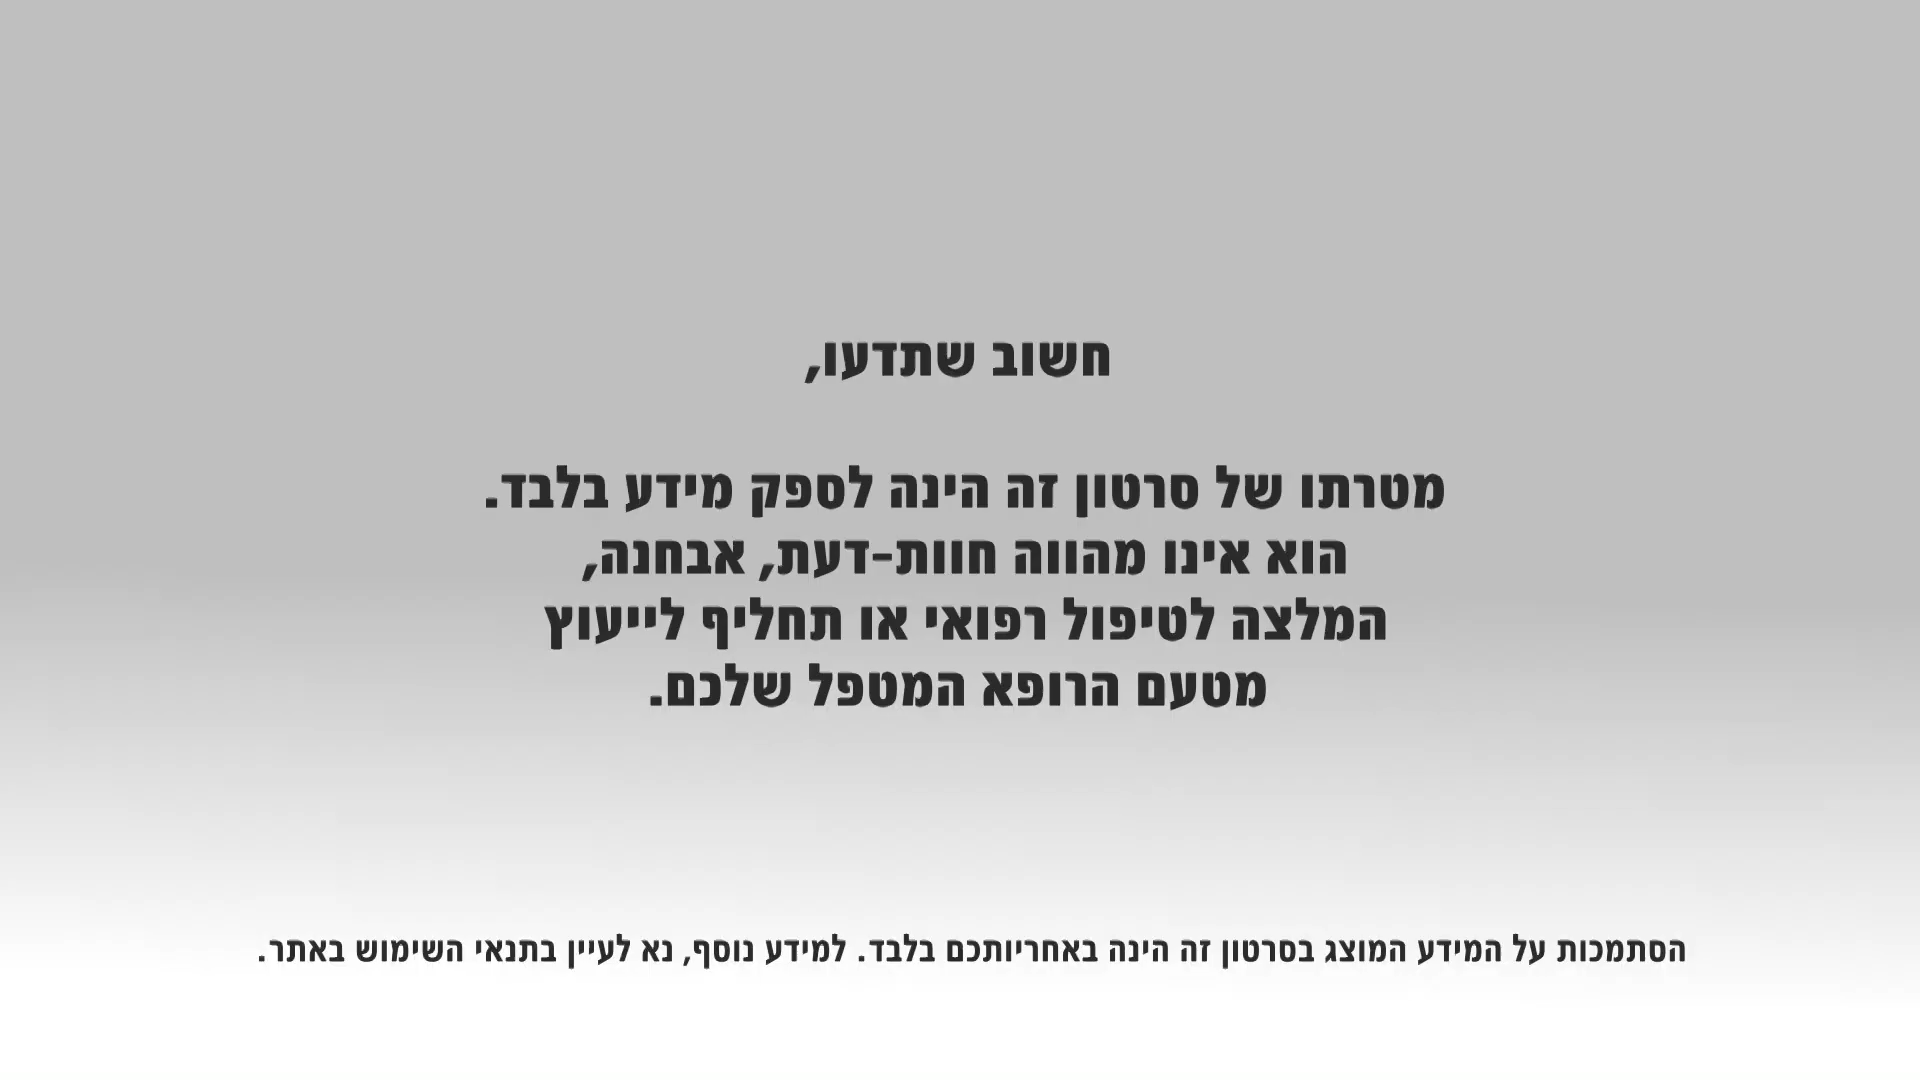 חשוב שתדעו,
מטרתו של סרטון זה הינה לספק מידע בלבד.
הוא אינו מהווה חוות-דעת, אבחנה,
המלצה לטיפול רפואי או תחליף לייעוץ
מטעם הרופא המטפל שלכם.
הסתמכות על המידע המוצג בסרטון זה הינה באחריותכם בלבד. למידע נוסף, נא לעיין בתנאי השימוש באתר.